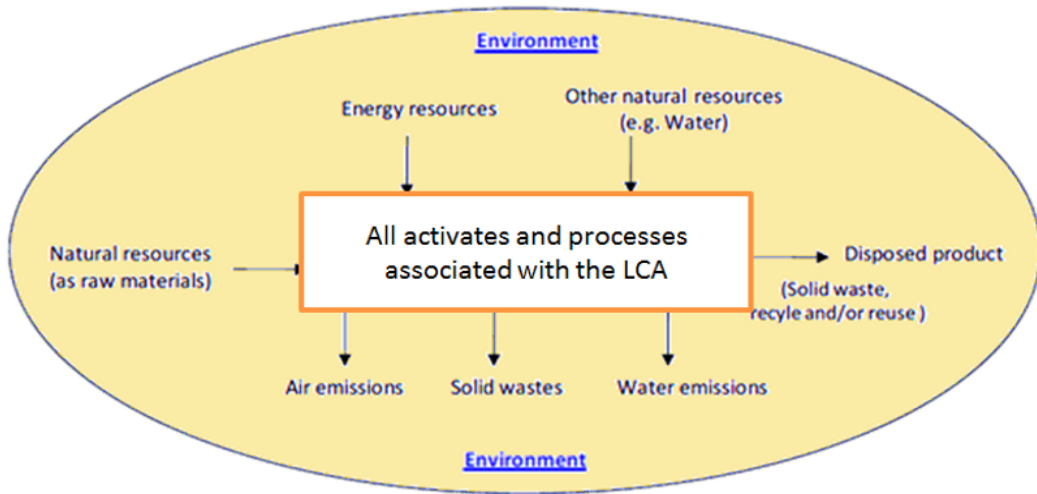 Environment
Energy resources
Other natural resources
(e.g. Water)
All activates and processes
associated with the LCA
Natural resources
(as raw materials)
Disposed product
(Solid waste,
recyle and/or reuse )
Air emissions
Solid wastes
Water emissions
Environment